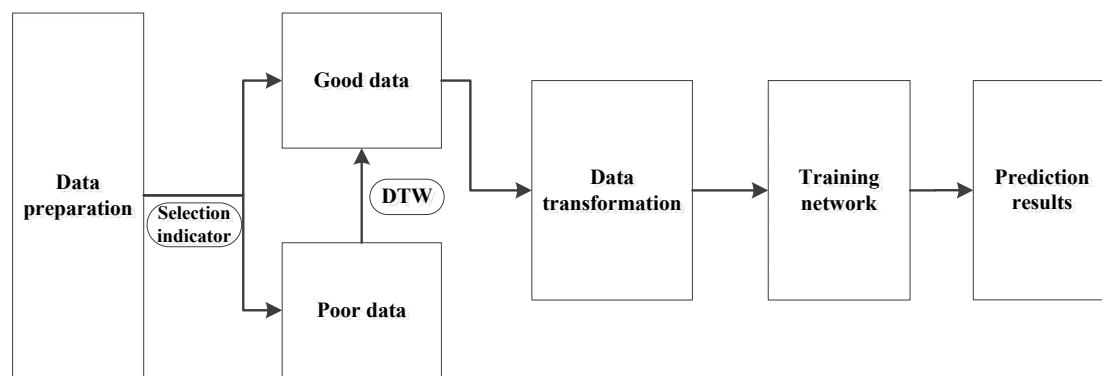 Data
preparation
Selection
indicator
Good data
DTW
Poor data
Data
transformation
Training
network
Prediction
results